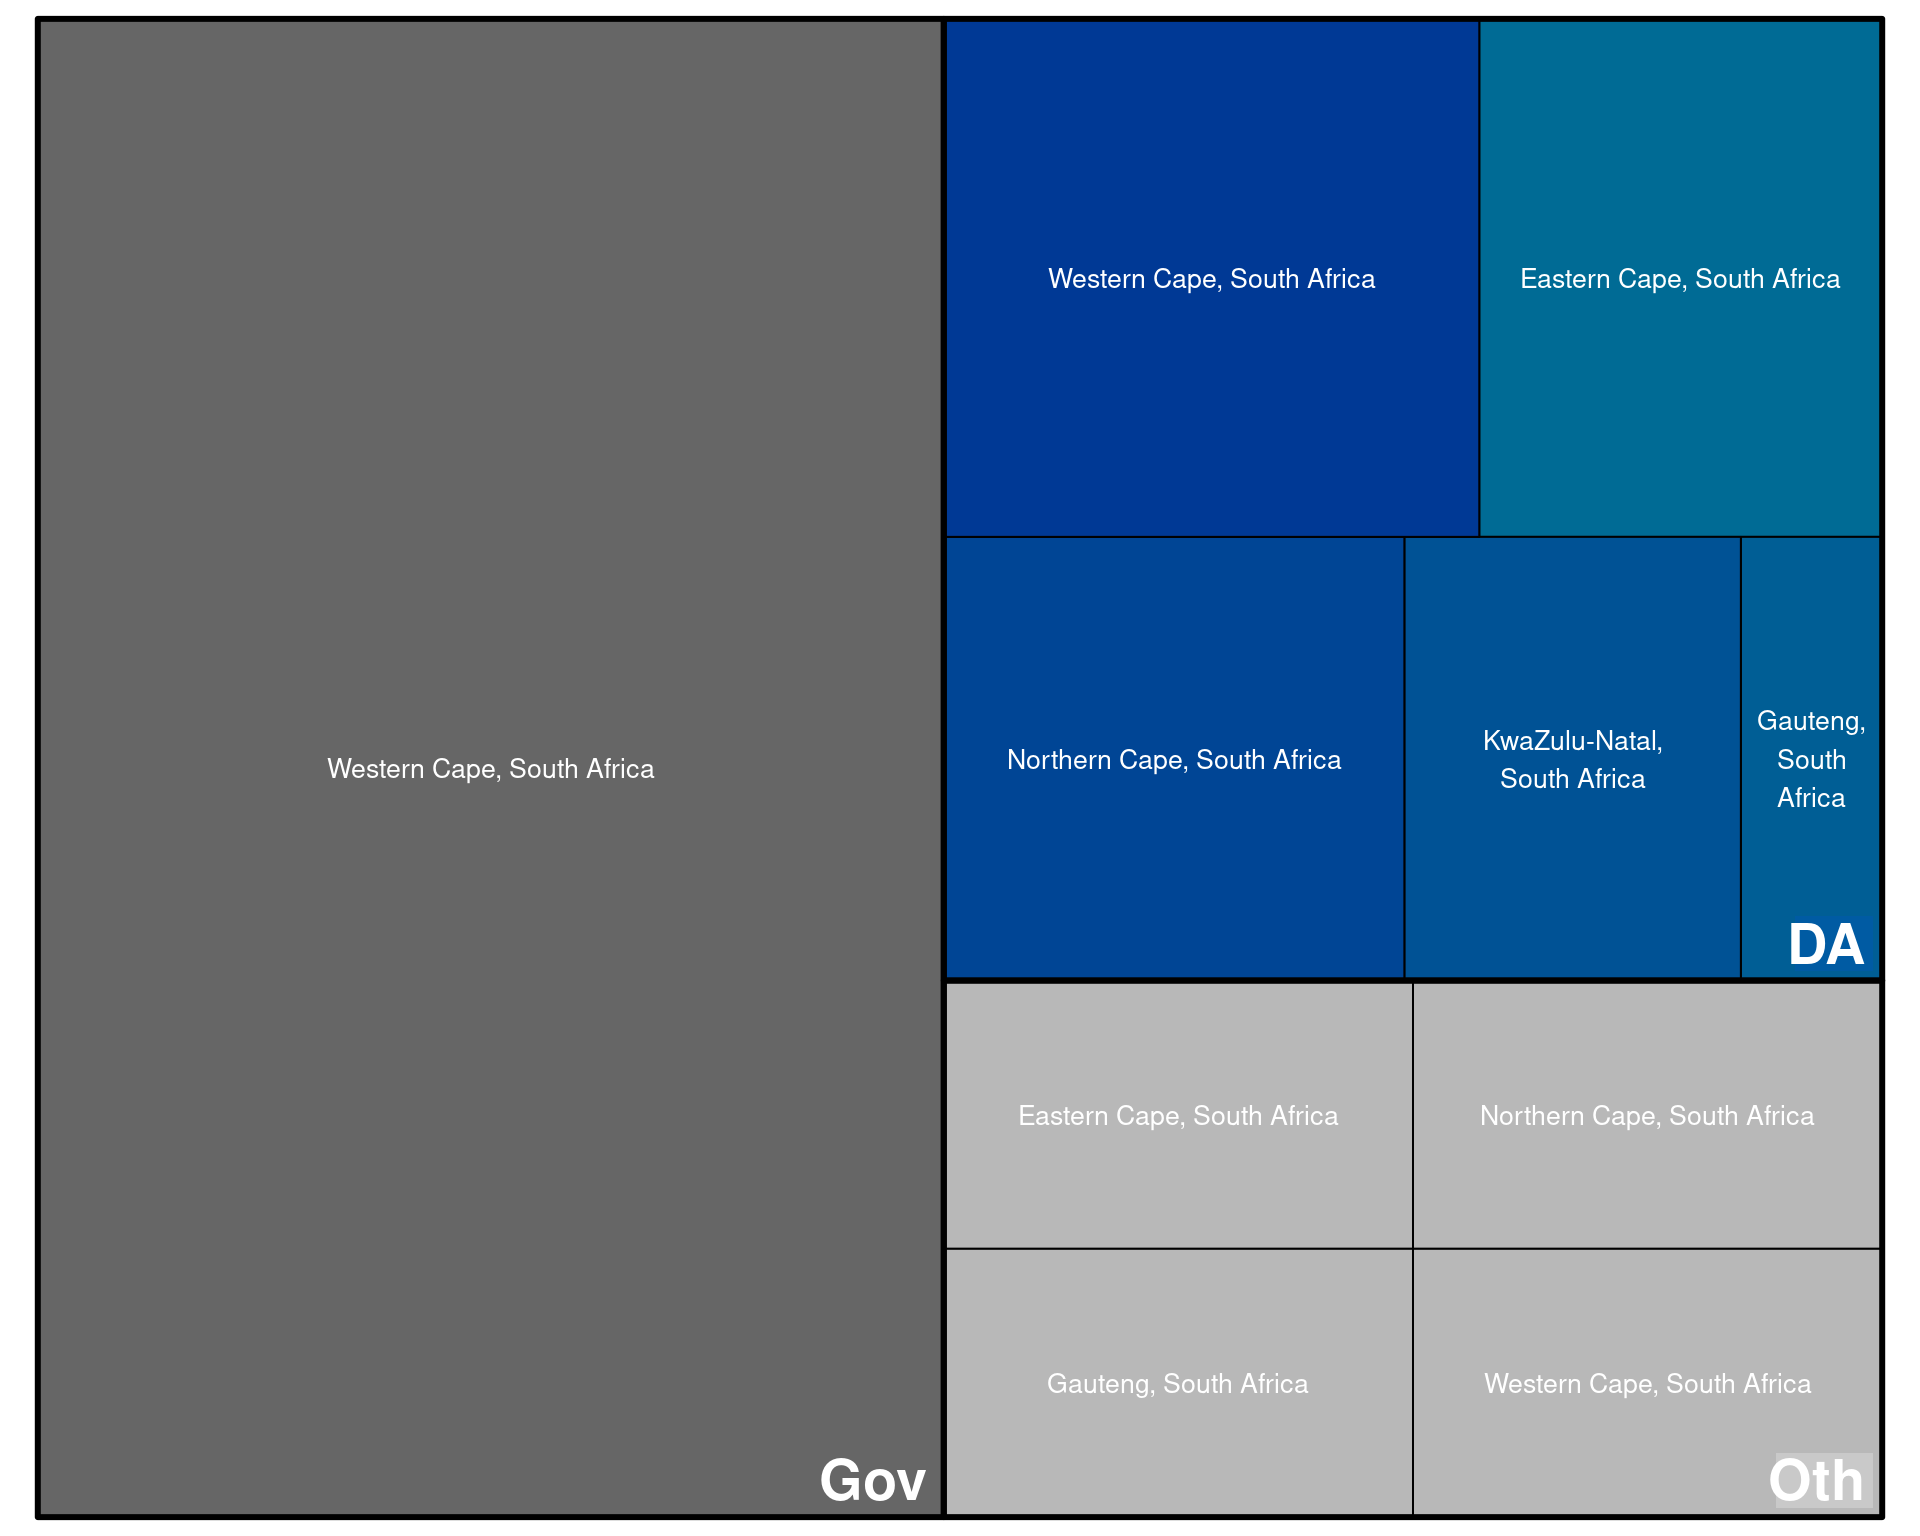 Western Cape, South Africa
Gov
Western Cape, South Africa
Eastern Cape, South Africa
Northern Cape, South Africa
KwaZulu-Natal,
South Africa
Gauteng,
South
Africa
DA
Eastern Cape, South Africa
Northern Cape, South Africa
Gauteng, South Africa
Western Cape, South Africa
Oth